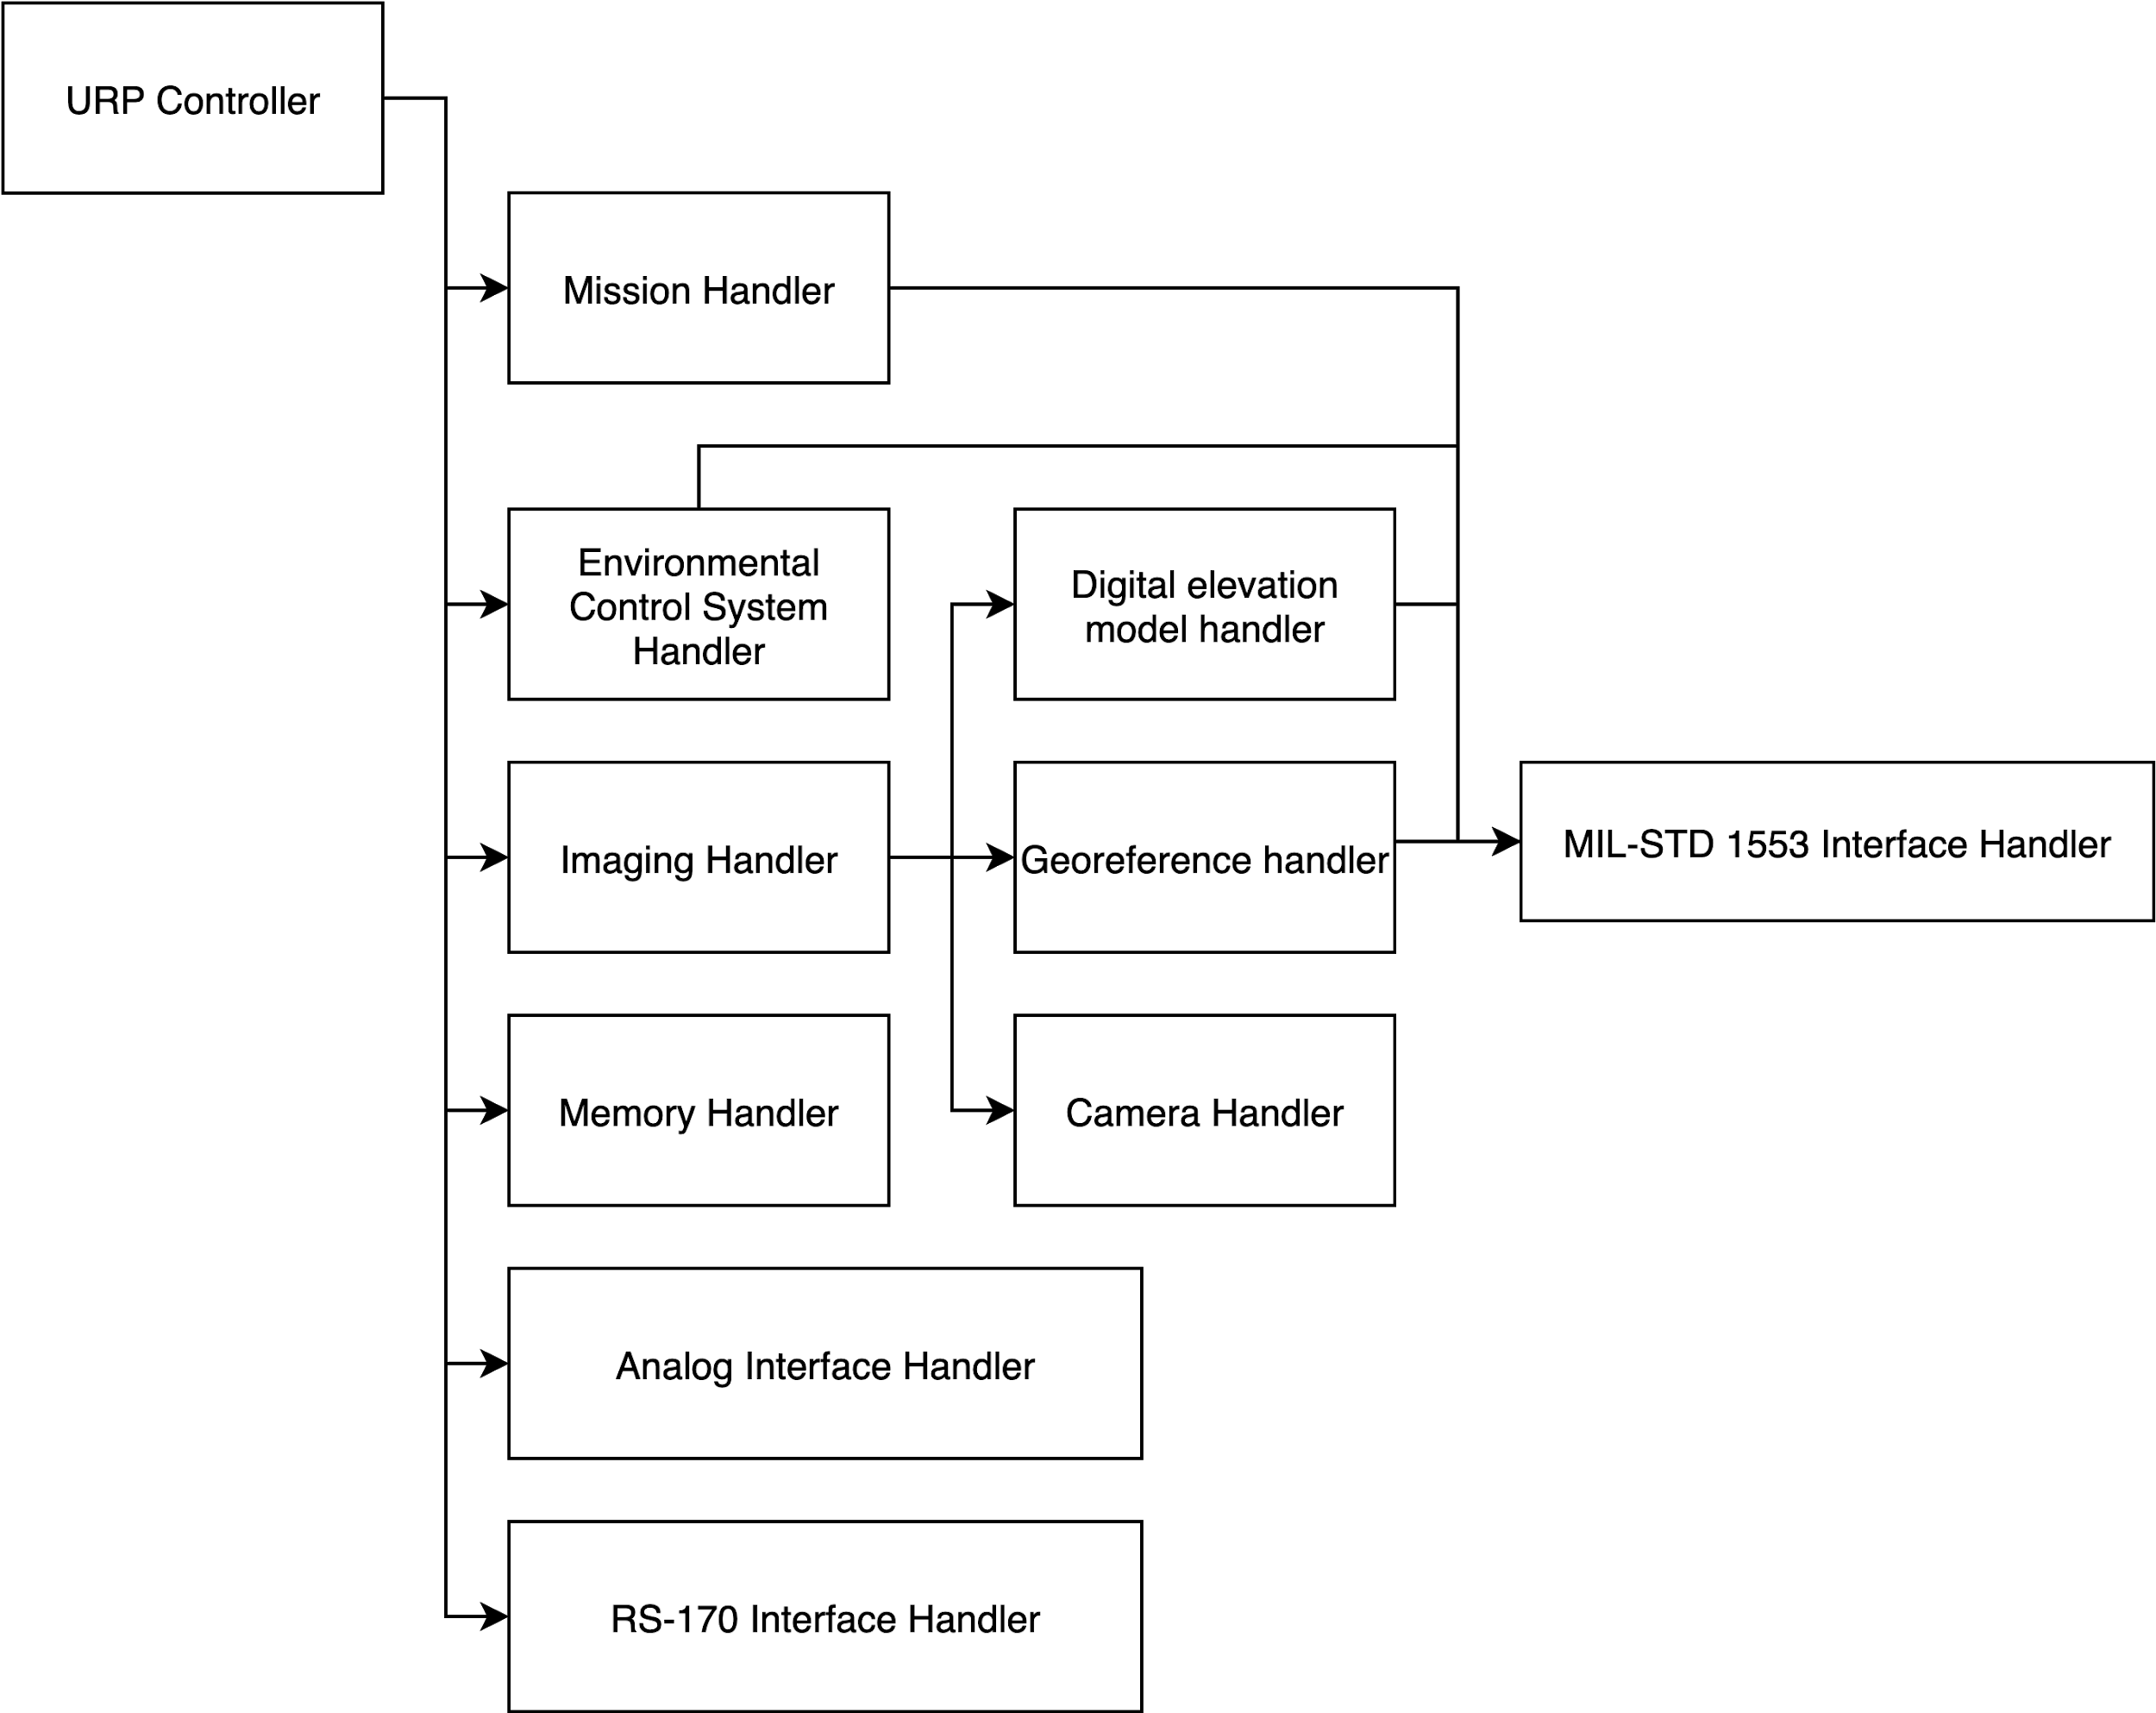 URP Controller
Mission Handler
Environmental
Control System
Handler
Digital elevation
model handler
Imaging Handler
Georeference handler
MIL-STD 1553 Interface Handler
Memory Handler
Camera Handler
Analog Interface Handler
RS-170 Interface Handler